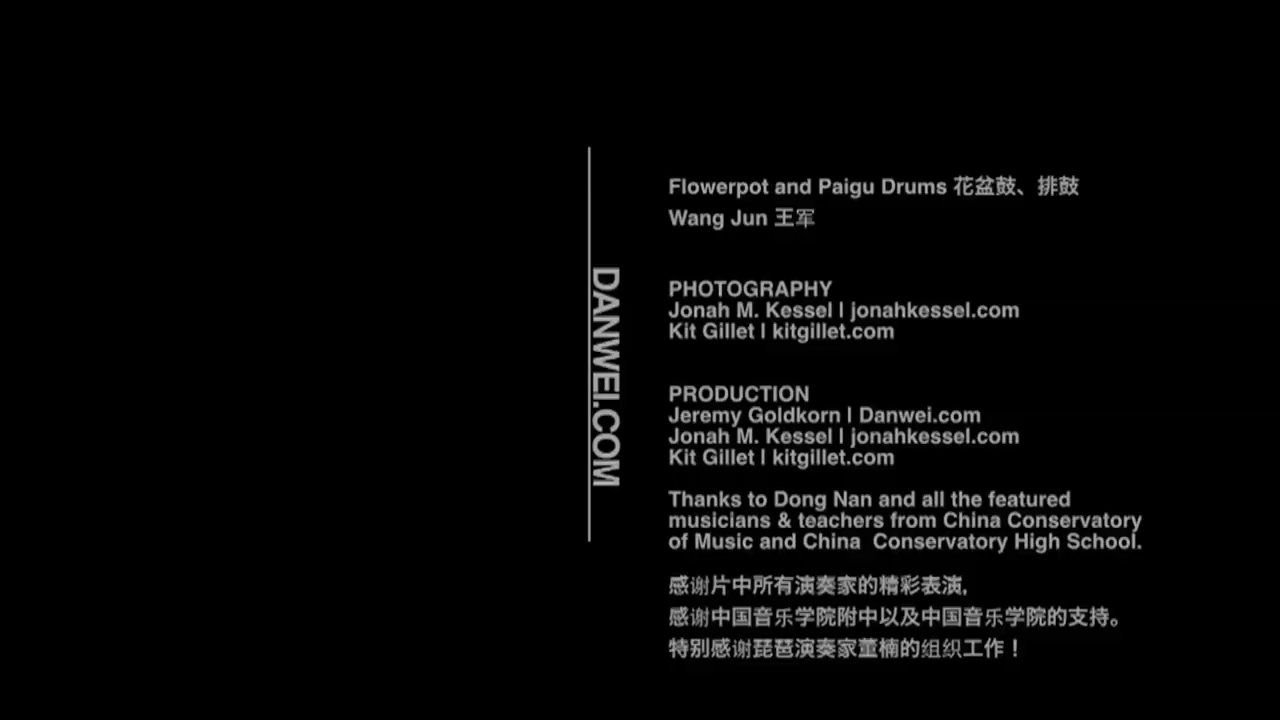 DANWEI.COM
Flowerpot and Paigu Drums 花盆鼓、排鼓
Wang Jun 王军
PHOTOGRAPHY
Jonah M. Kessel | jonahkessel.com
Kit Gillet | kitgillet.com
PRODUCTION
Jeremy Goldkorn | Danwei.com
Jonah M. Kessel | jonahkessel.com
Kit Gillet | kitgillet.com
Thanks to Dong Nan and all the featured
musicians & teachers from China Conservatory
of Music and China  Conservatory High School.
感谢片中所有演奏家的精彩表演,
感谢中国音乐学院附中以及中国音乐学院的支持。
特别感谢琵琶演奏家董楠的组织工作！